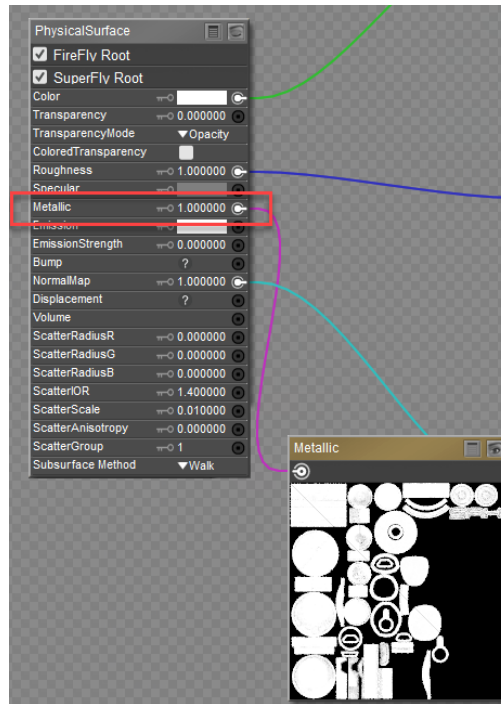 PhysicalSurface
FireFly Root
SuperFly Root
Color
Transparency 0.000000
TransparencyMode ▼Opacity
ColoredTransparency
Roughness 1.000000
Specular
Metallic 1.000000
Emission
EmissionStrength 0.000000
Bump ?
NormalMap 1.000000
Displacement ?
Volume
ScatterRadiusR 0.000000
ScatterRadiusG 0.000000
ScatterRadiusB 0.000000
ScatterIOR 1.400000
ScatterScale 0.010000
ScatterAnisotropy 0.000000
ScatterGroup 1
Subsurface Method ▼Walk
Metallic